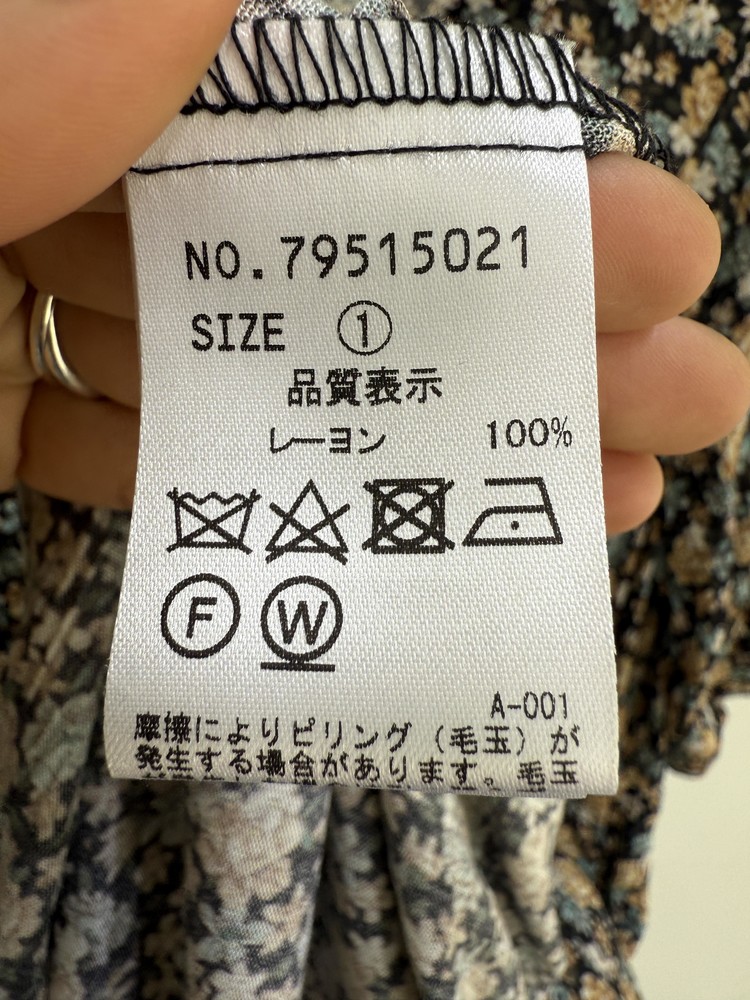 NO.79515021
SIZE ①
品質表示
レーヨン 100%
F W
A-001
摩擦によりピリング（毛玉）が
発生する場合があります。毛玉